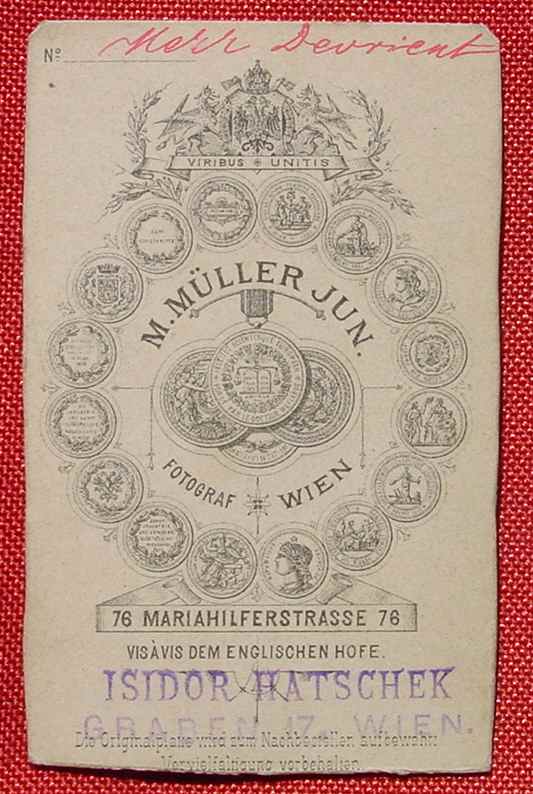 Nº Herr Devrient
VIRIBUS UNITIS
M. MÜLLER JUN.
FOTOGRAF WIEN
76 MARIAHILFERSTRASSE 76
VISÀVIS DEM ENGLISCHEN HOFE.
ISIDOR HATSCHEK
GRABEN 17, WIEN.
Die Originalplatte wird zum Nachbestellen aufbewahrt.
Vervielfältigung vorbehalten.